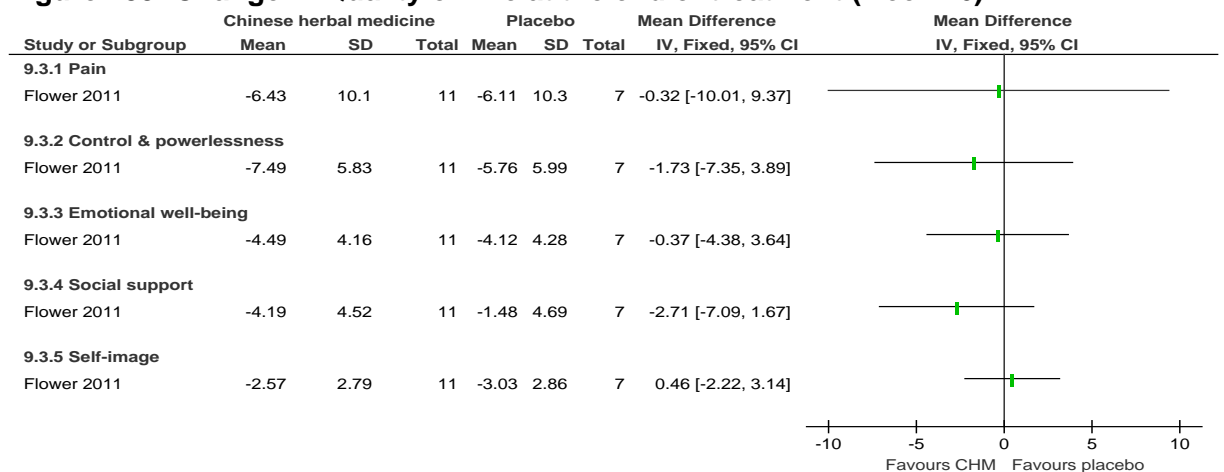 Chinese herbal medicine Placebo Mean Difference Mean Difference
Study or Subgroup Mean SD Total Mean SD Total IV, Fixed, 95% CI IV, Fixed, 95% CI
9.3.1 Pain
Flower 2011 -6.43 10.1 11 -6.11 10.3 7 -0.32 [-10.01, 9.37]
9.3.2 Control & powerlessness
Flower 2011 -7.49 5.83 11 -5.76 5.99 7 -1.73 [-7.35, 3.89]
9.3.3 Emotional well-being
Flower 2011 -4.49 4.16 11 -4.12 4.28 7 -0.37 [-4.38, 3.64]
9.3.4 Social support
Flower 2011 -4.19 4.52 11 -1.48 4.69 7 -2.71 [-7.09, 1.67]
9.3.5 Self-image
Flower 2011 -2.57 2.79 11 -3.03 2.86 7 0.46 [-2.22, 3.14]
-10 -5 0 5 10
Favours CHM Favours placebo